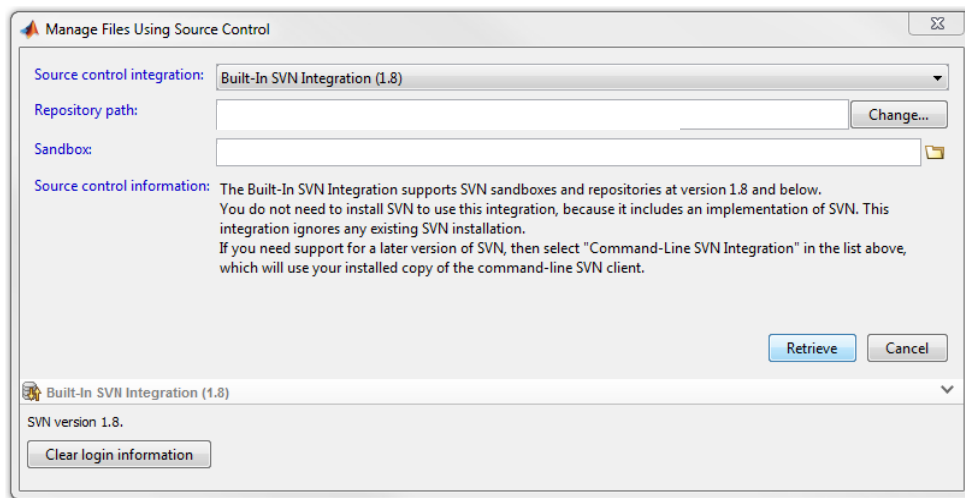 Manage Files Using Source Control
Source control integration: Built-In SVN Integration (1.8)
Repository path: Change...
Sandbox:
Source control information: The Built-In SVN Integration supports SVN sandboxes and repositories at version 1.8 and below.
You do not need to install SVN to use this integration, because it includes an implementation of SVN. This
integration ignores any existing SVN installation.
If you need support for a later version of SVN, then select "Command-Line SVN Integration" in the list above,
which will use your installed copy of the command-line SVN client.
Retrieve Cancel
Built-In SVN Integration (1.8)
SVN version 1.8.
Clear login information